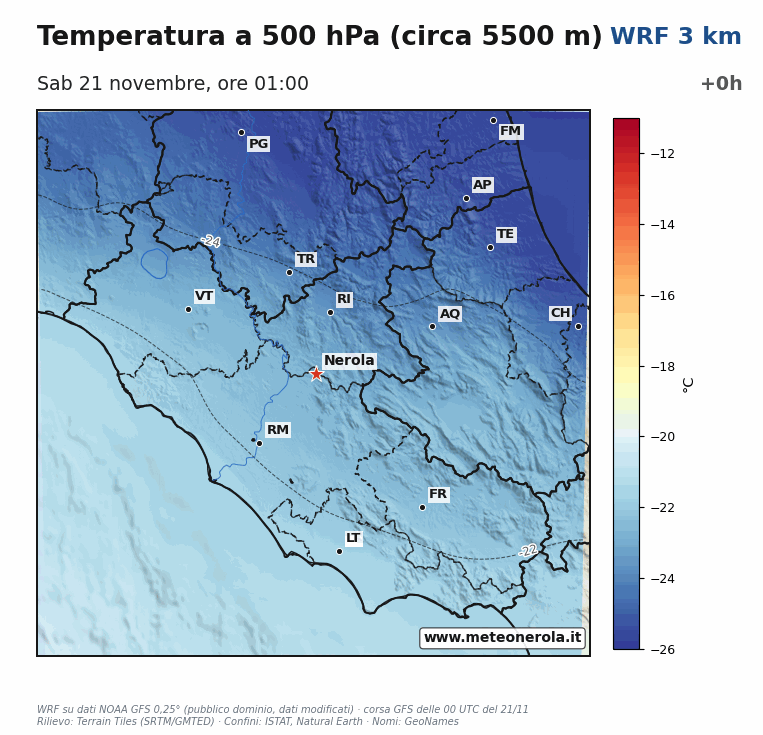 Temperatura a 500 hPa (circa 5500 m) WRF 3 km
Sab 21 novembre, ore 01:00 +0h
FM
PG
AP
TE
-24
TR
VT
RI
AQ
CH
Nerola
RM
FR
LT
-22
www.meteonerola.it
−12
−14
−16
−18
−20
−22
−24
−26
°C
WRF su dati NOAA GFS 0,25° (pubblico dominio, dati modificati) · corsa GFS delle 00 UTC del 21/11
Rilievo: Terrain Tiles (SRTM/GMTED) · Confini: ISTAT, Natural Earth · Nomi: GeoNames